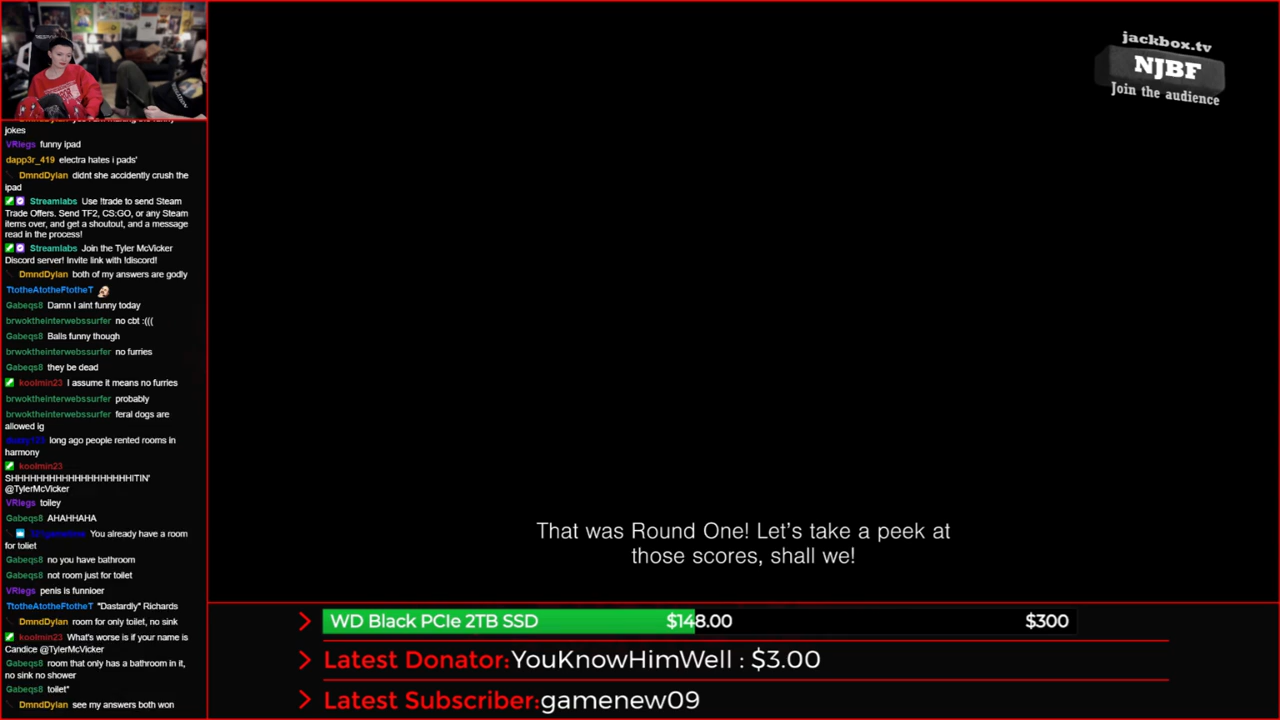 jackbox.tv
NJBF
Join the audience
jokes
VRlegs funny ipad
dapp3r_419 electra hates i pads'
DmndDylan didnt she accidently crush the
ipad
Streamlabs Use !trade to send Steam
Trade Offers. Send TF2, CS:GO, or any Steam
items over, and get a shoutout, and a message
read in the process!
Streamlabs Join the Tyler McVicker
Discord server! Invite link with !discord!
DmndDylan both of my answers are godly
TtotheAtotheFtotheT
Gabeqs8 Damn I aint funny today
brwoktheinterwebssurfer no cbt :(((
Gabeqs8 Balls funny though
brwoktheinterwebssurfer no furries
Gabeqs8 they be dead
koolmin23 I assume it means no furries
brwoktheinterwebssurfer probably
brwoktheinterwebssurfer feral dogs are
allowed ig
long ago people rented rooms in
harmony
koolmin23
SHHHHHHHHHHHHHHHHHHHITIN'
@TylerMcVicker
VRlegs toiley
Gabeqs8 AHAHHAHA
You already have a room
for toliet
Gabeqs8 no you have bathroom
Gabeqs8 not room just for toilet
VRlegs penis is funnioer
TtotheAtotheFtotheT "Dastardly" Richards
DmndDylan room for only toilet, no sink
koolmin23 What's worse is if your name is
Candice @TylerMcVicker
Gabeqs8 room that only has a bathroom in it,
no sink no shower
Gabeqs8 toilet*
DmndDylan see my answers both won
That was Round One! Let's take a peek at
those scores, shall we!
WD Black PCIe 2TB SSD $148.00 $300
Latest Donator:YouKnowHimWell : $3.00
Latest Subscriber:gamenew09